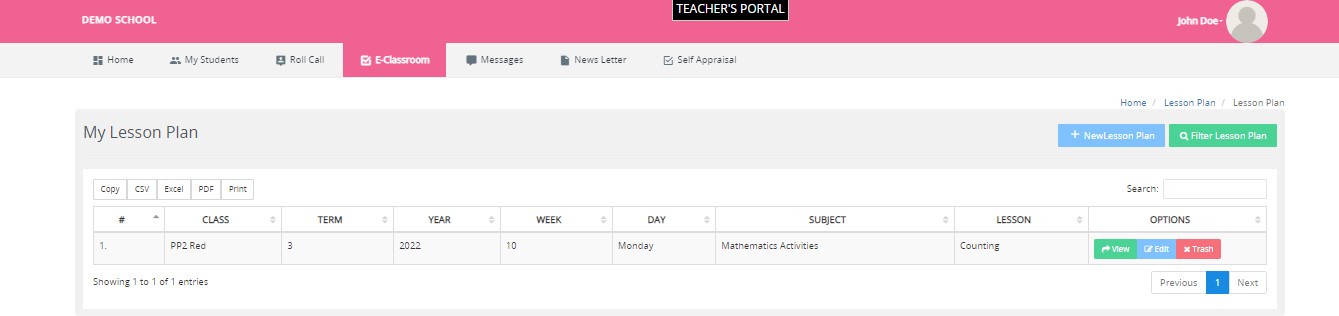 TEACHER'S PORTAL
DEMO SCHOOL
John Doe
Home My Students Roll Call E-Classroom Messages News Letter Self Appraisal
Home / Lesson Plan / Lesson Plan
My Lesson Plan
+ NewLesson Plan Filter Lesson Plan
Copy CSV Excel PDF Print Search:
# CLASS TERM YEAR WEEK DAY SUBJECT LESSON OPTIONS
1. PP2 Red 3 2022 10 Monday Mathematics Activities Counting View Edit Trash
Showing 1 to 1 of 1 entries Previous 1 Next